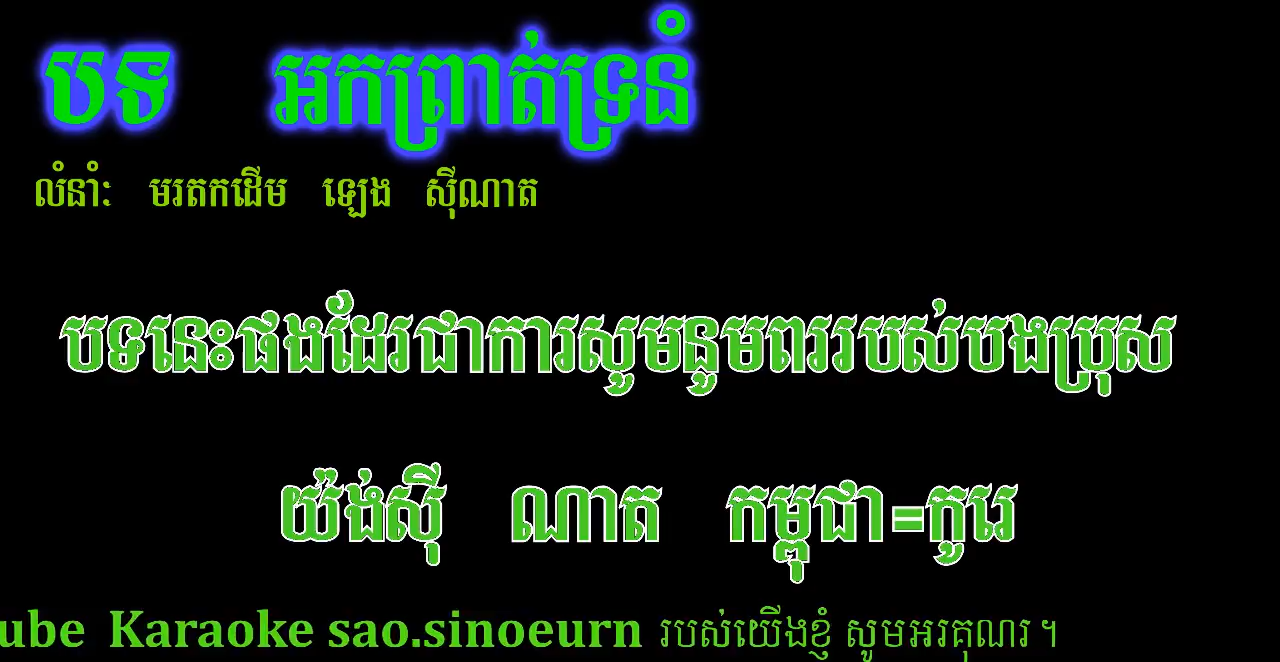 បទ អកព្រាត់ទ្រនំ
លំនាំ: មរតកដើម ឡេង ស៊ីណាត
បទនេះផងដែរជាការសូមនូមពររបស់បងប្រុស
យ៉ង់ស៊ី ណាត កម្ពុជា=កូរេ
ube Karaoke sao.sinoeurn របស់យើងខ្ញំ សូមអរគុណរ។